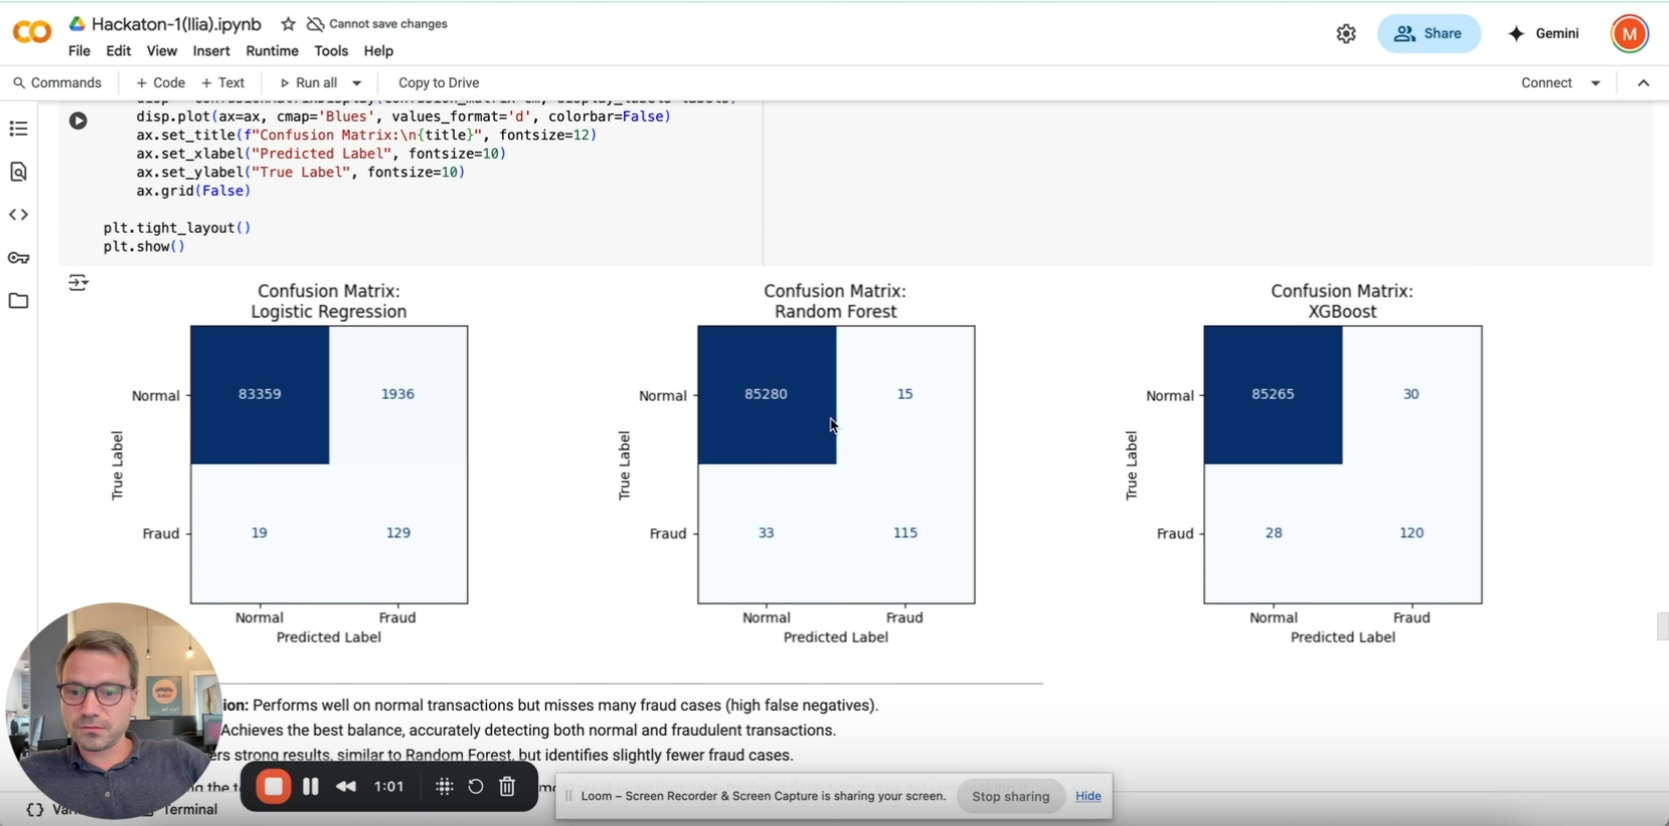 Hackaton-1(Ilia).ipynb Cannot save changes
File Edit View Insert Runtime Tools Help
Share Gemini M
Commands + Code + Text Run all Copy to Drive Connect
disp.plot(ax=ax, cmap='Blues', values_format='d', colorbar=False)
ax.set_title(f"Confusion Matrix:\n{title}", fontsize=12)
ax.set_xlabel("Predicted Label", fontsize=10)
ax.set_ylabel("True Label", fontsize=10)
ax.grid(False)
plt.tight_layout()
plt.show()
Confusion Matrix:
Logistic Regression
Normal
Fraud
True Label
83359 1936
19 129
Normal Fraud
Predicted Label
Confusion Matrix:
Random Forest
Normal
Fraud
True Label
85280 15
33 115
Normal Fraud
Predicted Label
Confusion Matrix:
XGBoost
Normal
Fraud
True Label
85265 30
28 120
Normal Fraud
Predicted Label
ion: Performs well on normal transactions but misses many fraud cases (high false negatives).
Achieves the best balance, accurately detecting both normal and fraudulent transactions.
ers strong results, similar to Random Forest, but identifies slightly fewer fraud cases.
1:01
Loom – Screen Recorder & Screen Capture is sharing your screen. Stop sharing Hide
{ } Terminal